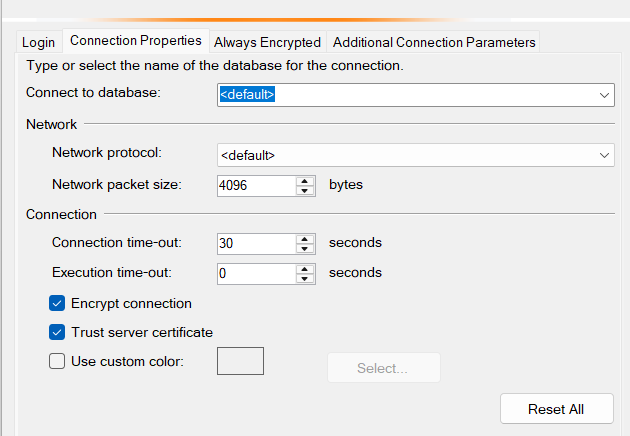 Login Connection Properties Always Encrypted Additional Connection Parameters
Type or select the name of the database for the connection.
Connect to database: <default>
Network
Network protocol: <default>
Network packet size: 4096 bytes
Connection
Connection time-out: 30 seconds
Execution time-out: 0 seconds
Encrypt connection
Trust server certificate
Use custom color: Select...
Reset All